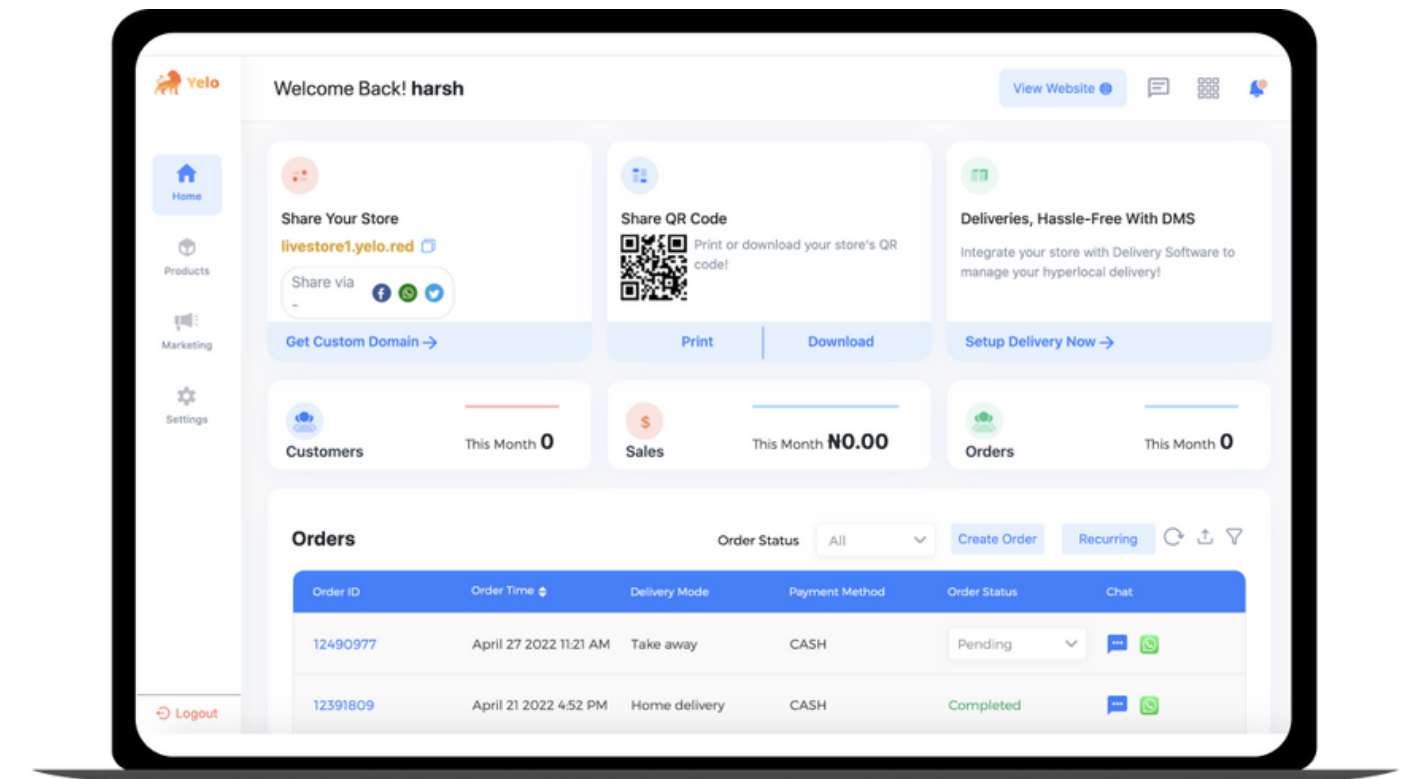 Yelo
Welcome Back! harsh
View Website
Home
Products
Marketing
Settings
Logout
Share Your Store
livestore1.yelo.red
Share via
-
Get Custom Domain →
Share QR Code
Print or download your store's QR
code!
Print
Download
Deliveries, Hassle-Free With DMS
Integrate your store with Delivery Software to
manage your hyperlocal delivery!
Setup Delivery Now →
Customers
This Month 0
Sales
This Month ₦0.00
Orders
This Month 0
Orders
Order Status
All
Create Order
Recurring
Order ID Order Time Delivery Mode Payment Method Order Status Chat
12490977 April 27 2022 11:21 AM Take away CASH Pending
12391809 April 21 2022 4:52 PM Home delivery CASH Completed